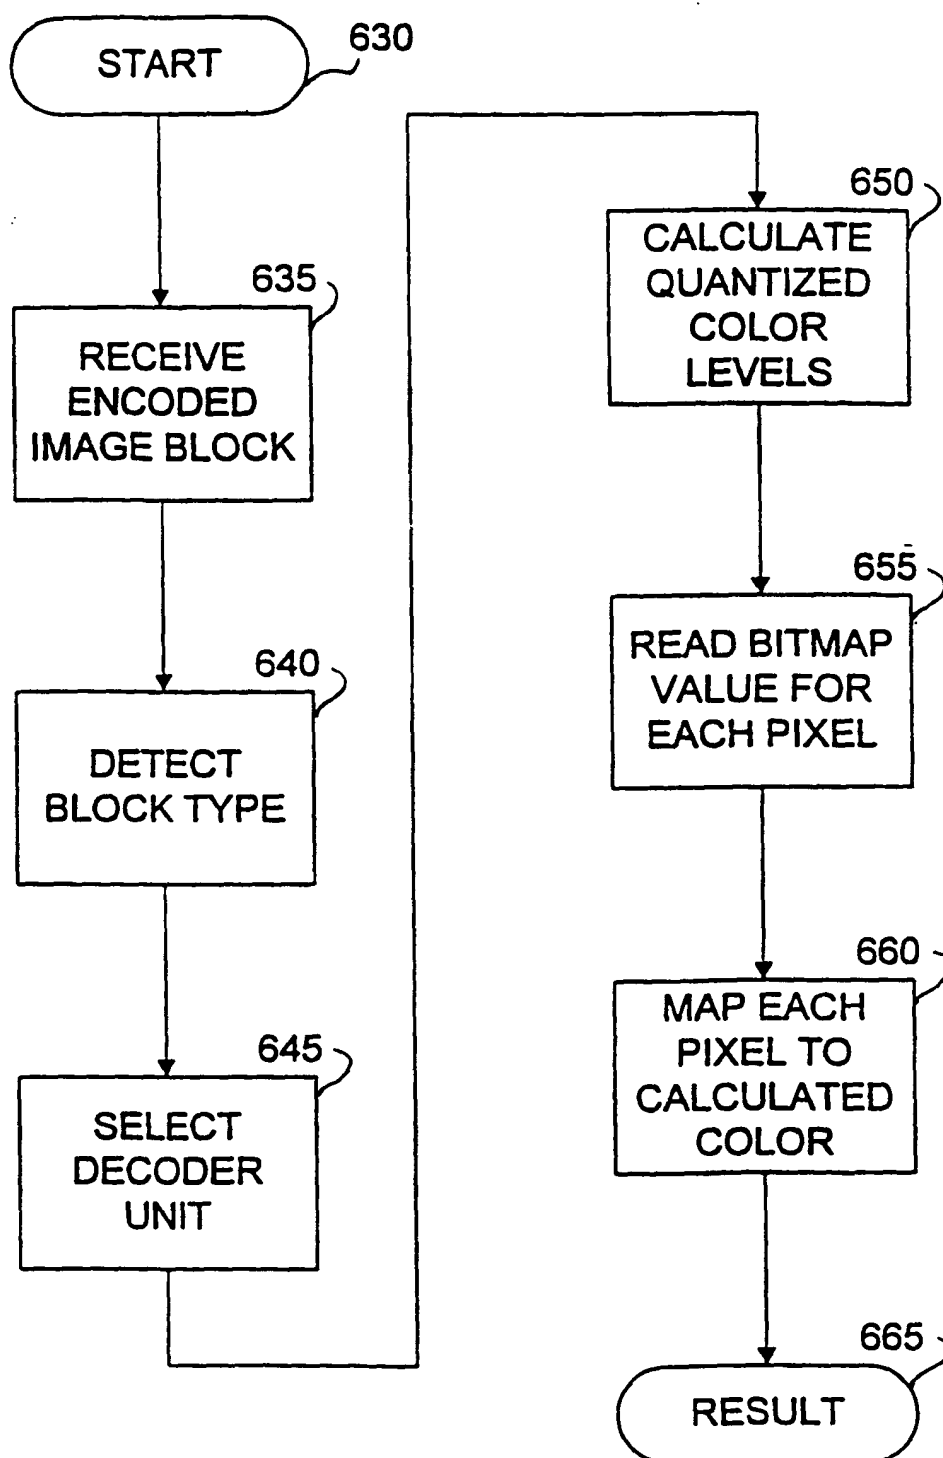 START
630
635
RECEIVE
ENCODED
IMAGE BLOCK
640
DETECT
BLOCK TYPE
645
SELECT
DECODER
UNIT
650
CALCULATE
QUANTIZED
COLOR
LEVELS
655
READ BITMAP
VALUE FOR
EACH PIXEL
660
MAP EACH
PIXEL TO
CALCULATED
COLOR
665
RESULT